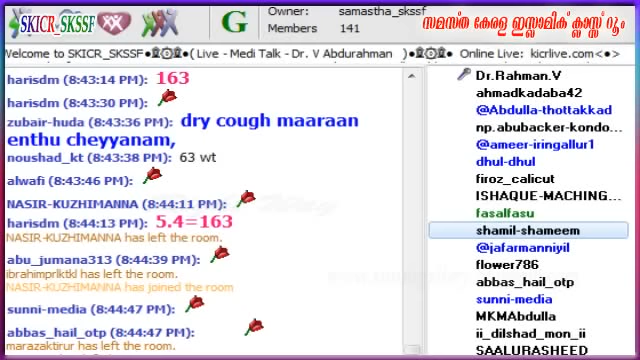 SKICR_SKSSF
G
Owner: samastha_skssf
Members 141
സമസ്ത കേരള ഇസ്ലാമിക് ക്ലാസ്സ് റൂം
Welcome to SKICR_SKSSF●۞۩۞●( Live - Medi Talk - Dr. V Abdurahman ) ●۞۩۞● Online Live: kicrlive.com <
harisdm (8:43:14 PM): 163
harisdm (8:43:30 PM):
zubair-huda (8:43:36 PM): dry cough maaraan
enthu cheyyanam,
noushad_kt (8:43:38 PM): 63 wt
alwafi (8:43:46 PM):
NASIR-KUZHIMANNA (8:44:11 PM):
harisdm (8:44:13 PM): 5.4=163
NASIR-KUZHIMANNA has left the room.
abu_jumana313 (8:44:39 PM):
ibrahimprlktkl has left the room.
NASIR-KUZHIMANNA has joined the room
sunni-media (8:44:47 PM):
abbas_hail_otp (8:44:47 PM):
marazaktirur has left the room.
Dr.Rahman.V
ahmadkadaba42
@Abdulla-thottakkad
np.abubacker-kondo...
@ameer-iringallur1
dhul-dhul
firoz_calicut
ISHAQUE-MACHING...
fasalfasu
shamil-shameem
@jafarmanniyil
flower786
abbas_hail_otp
sunni-media
MKMAbdulla
ii_dilshad_mon_ii
SAALURASHEED